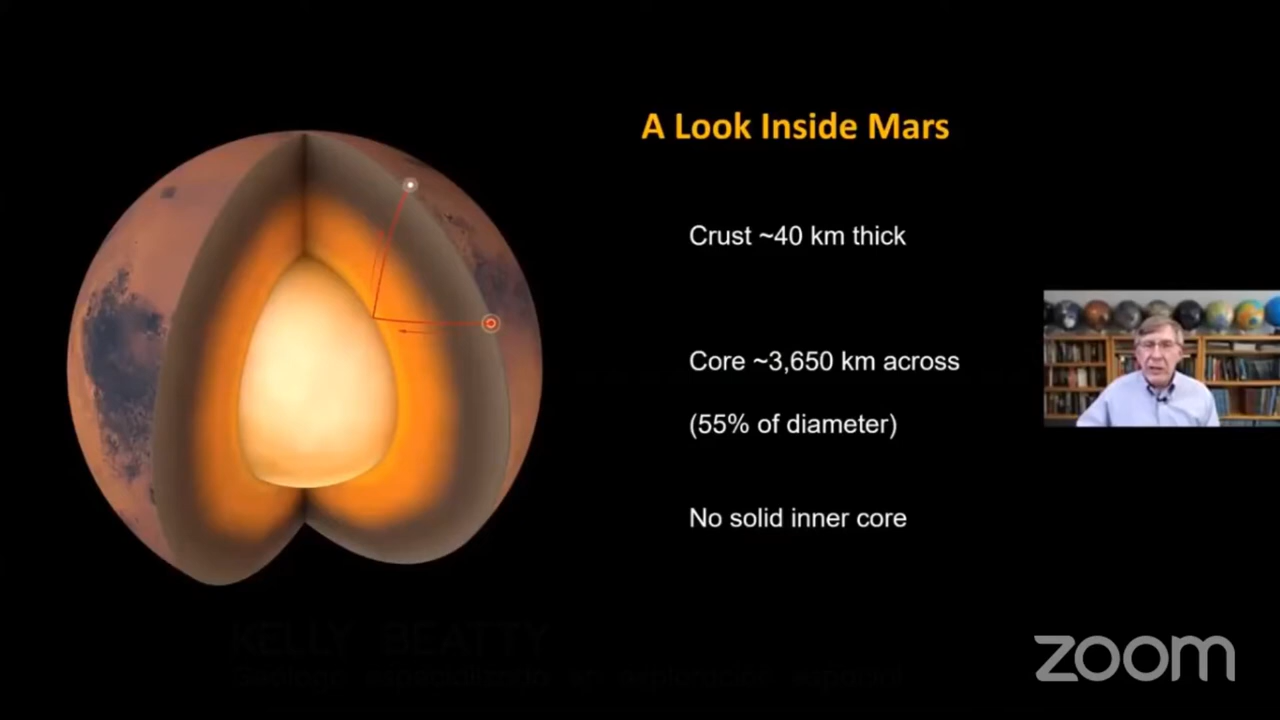 A Look Inside Mars
Crust ~40 km thick
Core ~3,650 km across
(55% of diameter)
No solid inner core
KELLY BEATTY
zoom